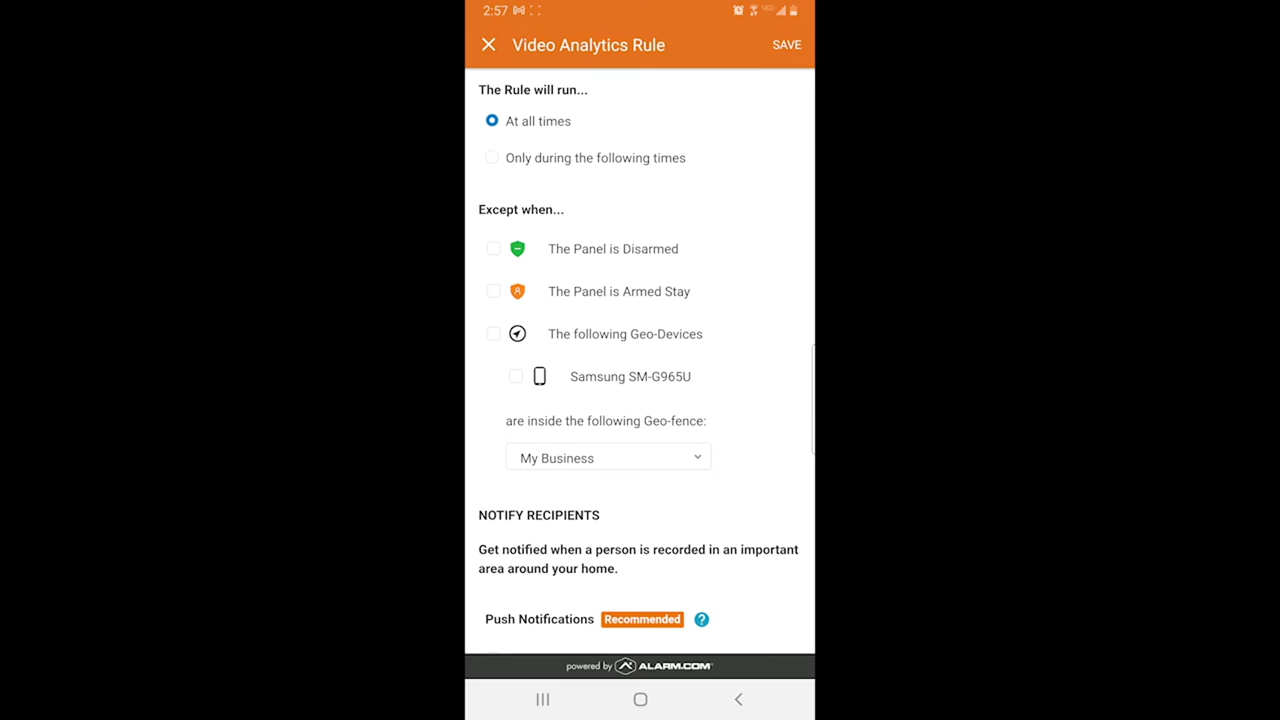 2:57
Video Analytics Rule
SAVE
The Rule will run...
At all times
Only during the following times
Except when...
The Panel is Disarmed
The Panel is Armed Stay
The following Geo-Devices
Samsung SM-G965U
are inside the following Geo-fence:
My Business
NOTIFY RECIPIENTS
Get notified when a person is recorded in an important
area around your home.
Push Notifications Recommended ?
powered by ALARM.COM